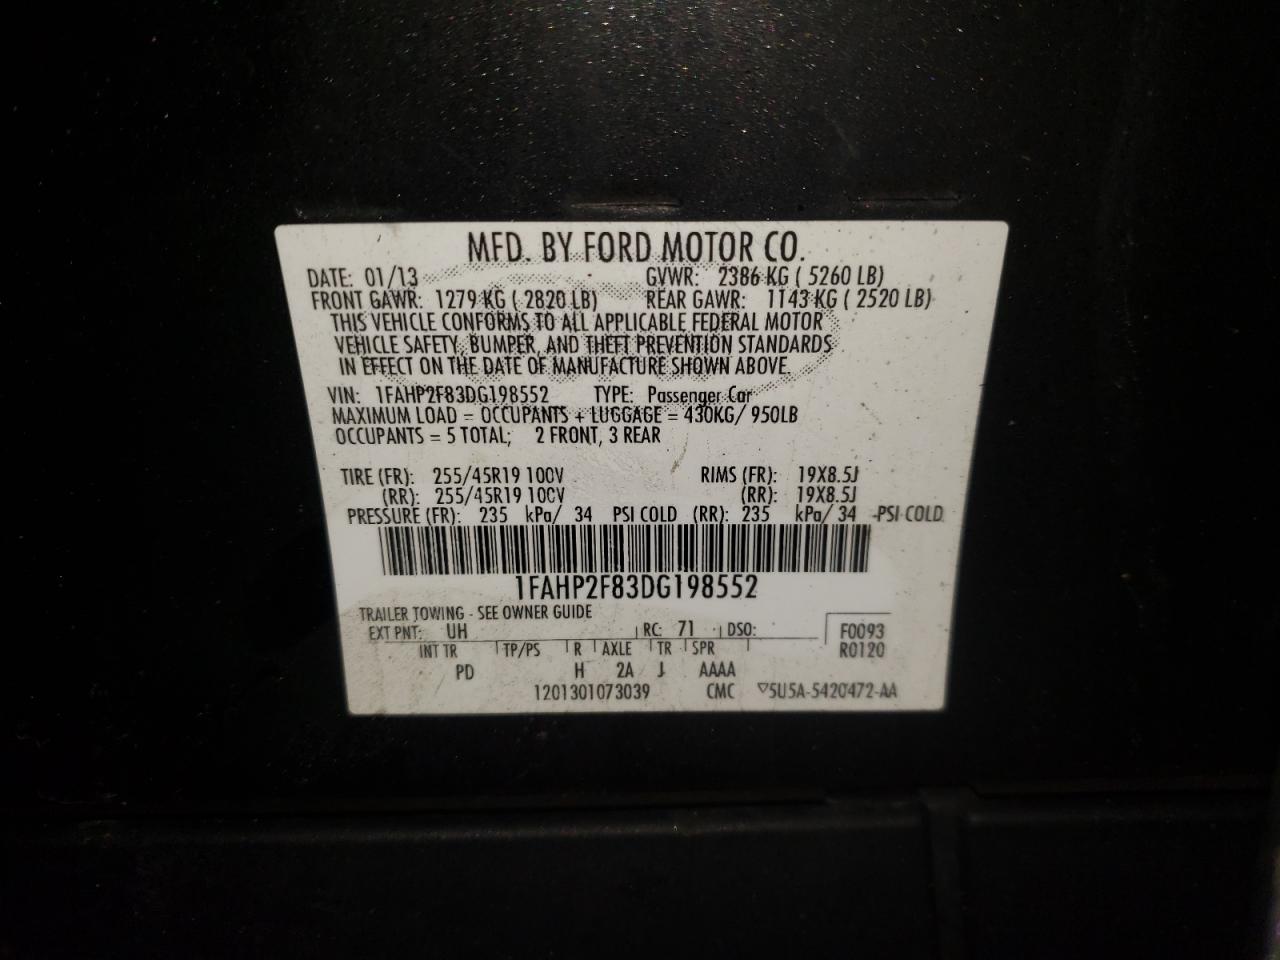 MFD. BY FORD MOTOR CO.
DATE: 01/13 GVWR: 2386 KG ( 5260 LB)
FRONT GAWR: 1279 KG ( 2820 LB) REAR GAWR: 1143 KG ( 2520 LB)
THIS VEHICLE CONFORMS TO ALL APPLICABLE FEDERAL MOTOR
VEHICLE SAFETY, BUMPER, AND THEFT PREVENTION STANDARDS
IN EFFECT ON THE DATE OF MANUFACTURE SHOWN ABOVE.
VIN: 1FAHP2F83DG198552 TYPE: Passenger Car
MAXIMUM LOAD = OCCUPANTS + LUGGAGE = 430KG/ 950LB
OCCUPANTS = 5 TOTAL; 2 FRONT, 3 REAR
TIRE (FR): 255/45R19 100V RIMS (FR): 19X8.5J
(RR): 255/45R19 100V (RR): 19X8.5J
PRESSURE (FR): 235 kPa/ 34 PSI COLD (RR): 235 kPa/ 34 PSI COLD
1FAHP2F83DG198552
TRAILER TOWING - SEE OWNER GUIDE
EXT PNT: UH RC: 71 DSO: F0093
INT TR TP/PS R AXLE TR SPR R0120
PD H 2A J AAAA
1201301073039 CMC ▽5U5A-5420472-AA